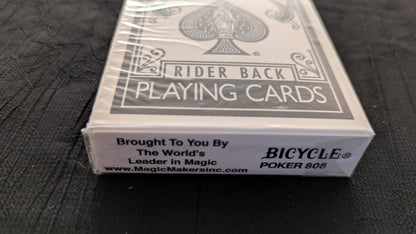 RIDER BACK
PLAYING CARDS
Brought To You By
The World's
Leader in Magic
www.MagicMakersinc.com
BICYCLE®
POKER 808